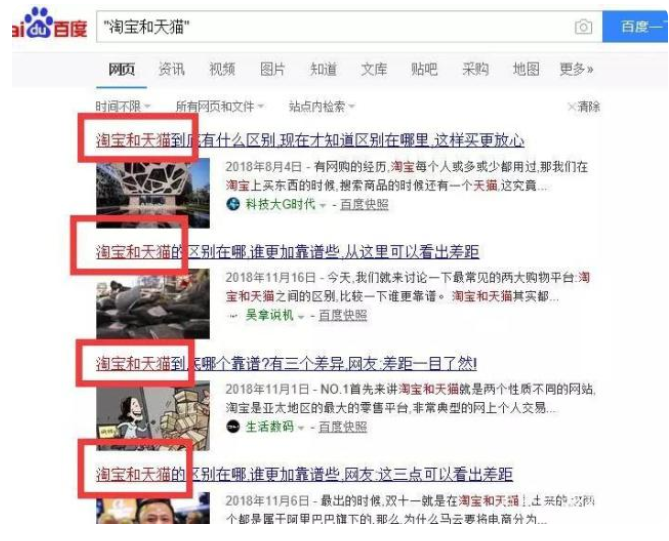 ai du 百度 "淘宝和天猫" 百度一下
网页 资讯 视频 图片 知道 文库 贴吧 采购 地图 更多»
时间不限 所有网页和文件 站点内检索 ×清除
淘宝和天猫到底有什么区别,现在才知道区别在哪里,这样买更放心
2018年8月4日 - 有网购的经历,淘宝每个人或多或少都用过,那我们在
淘宝上买东西的时候,搜索商品的时候还有一个天猫,这究竟...
科技大G时代 - 百度快照
淘宝和天猫的区别在哪,谁更加靠谱些,从这里可以看出差距
2018年11月16日 - 今天,我们就来讨论一下最常见的两大购物平台:淘
宝和天猫之间的区别,比较一下谁更靠谱。 淘宝和天猫其实都...
吴拿说机 - 百度快照
淘宝和天猫到底哪个靠谱?有三个差异,网友:差距一目了然!
2018年11月1日 - NO.1首先来讲淘宝和天猫就是两个性质不同的网站,
淘宝是亚太地区的最大的零售平台,非常典型的网上个人交易...
生活数码 - 百度快照
淘宝和天猫的区别在哪,谁更加靠谱些,网友:这三点可以看出差距
2018年11月6日 - 最出的时候,双十一就是在淘宝和天猫上
个都是属于阿里巴巴旗下的,那么,为什么马云要将电商分为...